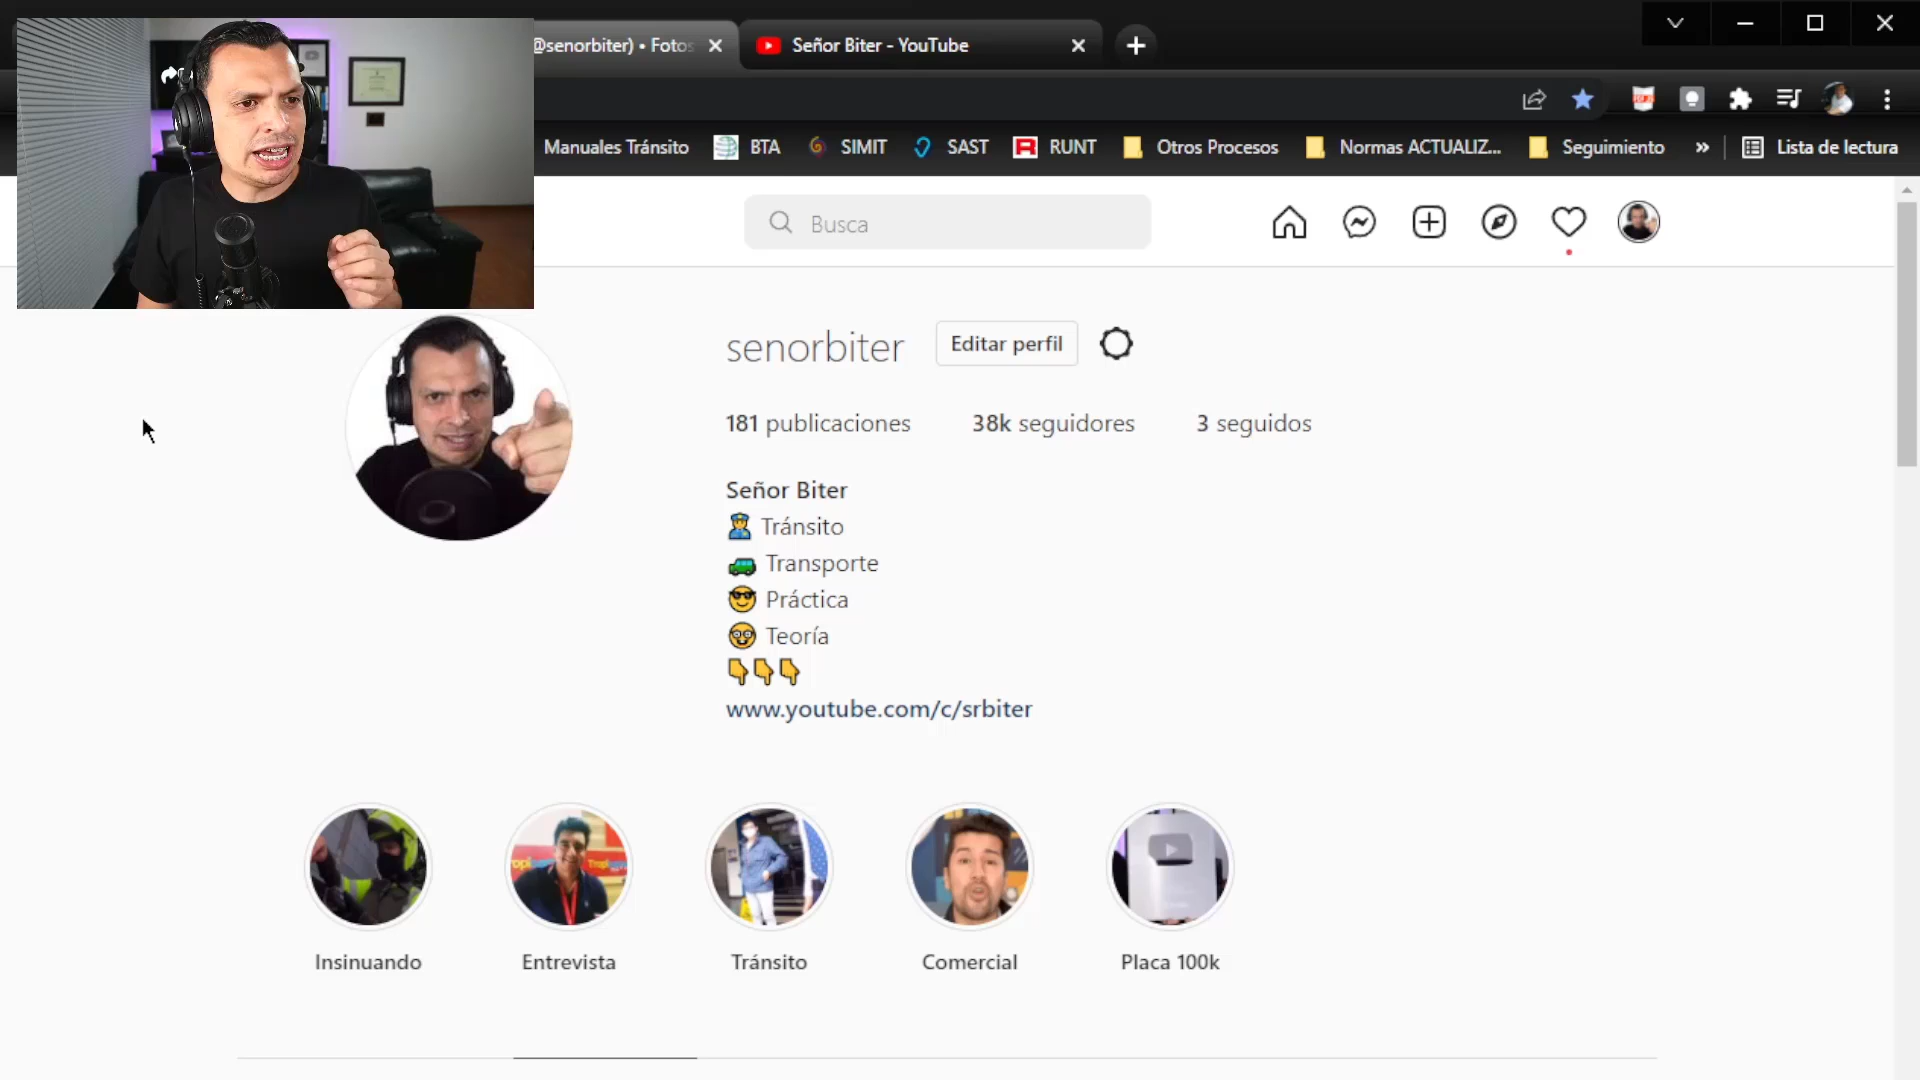 @senorbiter) • Fotos
Señor Biter - YouTube
Manuales Tránsito
BTA
SIMIT
SAST
RUNT
Otros Procesos
Normas ACTUALIZ...
Seguimiento
»
Lista de lectura
Busca
senorbiter
Editar perfil
181 publicaciones
38k seguidores
3 seguidos
Señor Biter
👮 Tránsito
🚙 Transporte
😎 Práctica
🤓 Teoría
👇👇👇
www.youtube.com/c/srbiter
Insinuando
Entrevista
Tránsito
Comercial
Placa 100k